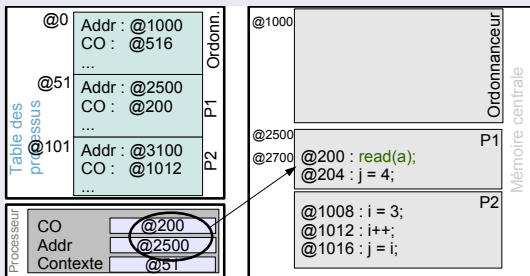 @0
Addr : @1000
CO : @516
...
Ordonn.
@51
Addr : @2500
CO : @200
...
P1
@101
Addr : @3100
CO : @1012
...
P2
Table des
processus
Processeur
CO
@200
Addr
@2500
Contexte
@51
@1000
Ordonnanceur
@2500
P1
@2700
@200 : read(a);
@204 : j = 4;
P2
@1008 : i = 3;
@1012 : i++;
@1016 : j = i;
Mémoire centrale